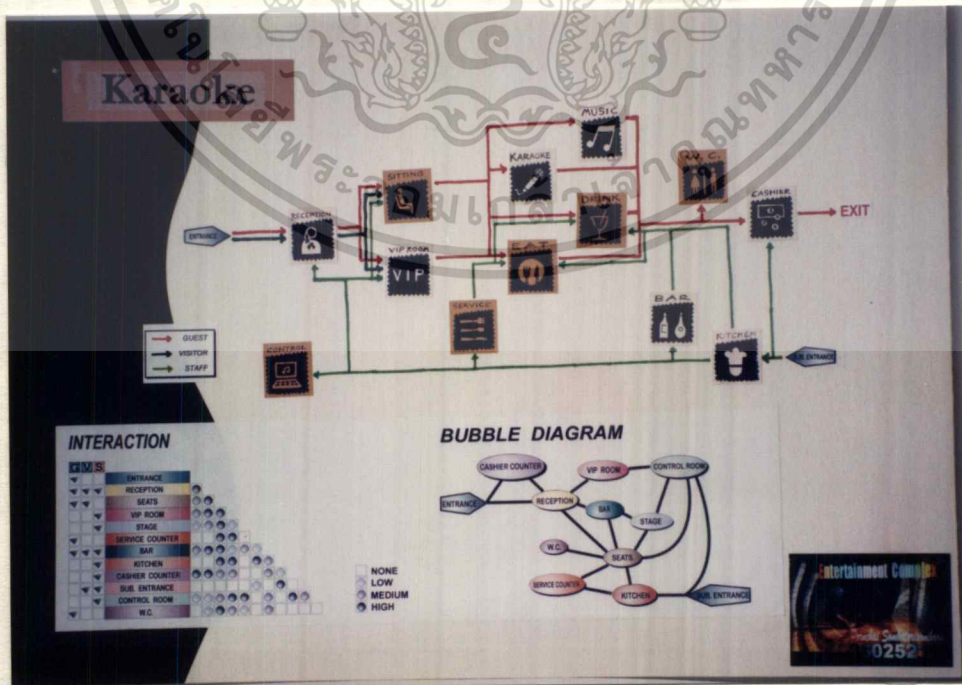 Karaoke
MUSIC
KARAOKE
SITTING
W.C.
DRINK
CASHIER
RECEPTION
ENTRANCE
EXIT
VIP ROOM
VIP
EAT
SERVICE
BAR
KITCHEN
CONTROL
SUB. ENTRANCE
GUEST
VISITOR
STAFF
INTERACTION
G V S
ENTRANCE
RECEPTION
SEATS
VIP ROOM
STAGE
SERVICE COUNTER
BAR
KITCHEN
CASHIER COUNTER
SUB. ENTRANCE
CONTROL ROOM
W.C.
NONE
LOW
MEDIUM
HIGH
BUBBLE DIAGRAM
CASHIER COUNTER
VIP ROOM
CONTROL ROOM
ENTRANCE
RECEPTION
BAR
STAGE
W.C.
SEATS
SERVICE COUNTER
KITCHEN
SUB. ENTRANCE
Entertainment Complex
0252